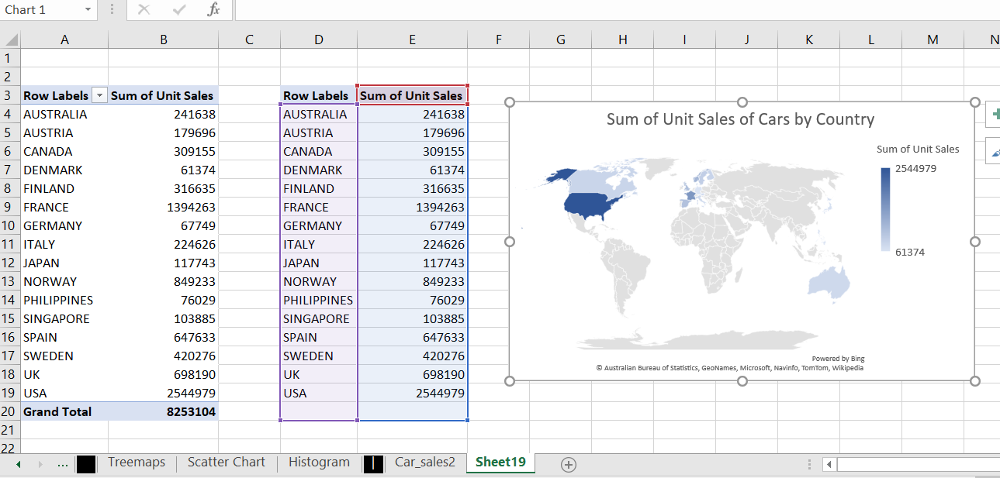 Chart 1 fx
A B C D E F G H I J K L M N
1
2
3 Row Labels Sum of Unit Sales Row Labels Sum of Unit Sales
4 AUSTRALIA 241638 AUSTRALIA 241638
5 AUSTRIA 179696 AUSTRIA 179696
6 CANADA 309155 CANADA 309155
7 DENMARK 61374 DENMARK 61374
8 FINLAND 316635 FINLAND 316635
9 FRANCE 1394263 FRANCE 1394263
10 GERMANY 67749 GERMANY 67749
11 ITALY 224626 ITALY 224626
12 JAPAN 117743 JAPAN 117743
13 NORWAY 849233 NORWAY 849233
14 PHILIPPINES 76029 PHILIPPINES 76029
15 SINGAPORE 103885 SINGAPORE 103885
16 SPAIN 647633 SPAIN 647633
17 SWEDEN 420276 SWEDEN 420276
18 UK 698190 UK 698190
19 USA 2544979 USA 2544979
20 Grand Total 8253104
21
22
Sum of Unit Sales of Cars by Country
Sum of Unit Sales
2544979
61374
Powered by Bing
© Australian Bureau of Statistics, GeoNames, Microsoft, Navinfo, TomTom, Wikipedia
... Treemaps Scatter Chart Histogram Car_sales2 Sheet19